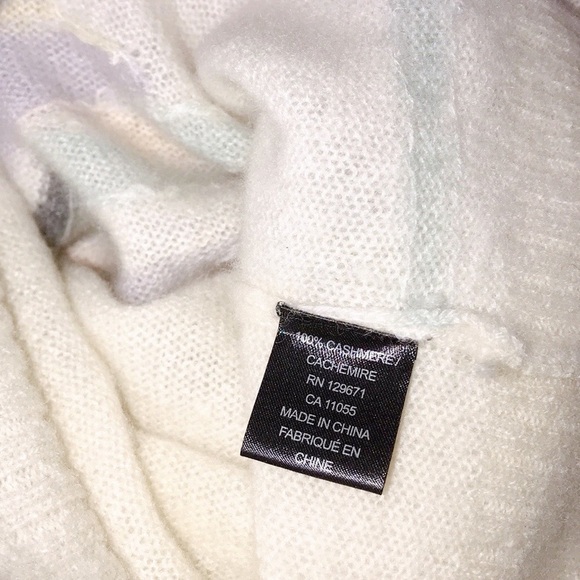 100% CASHMERE/
CACHEMIRE
RN 129671
CA 11055
MADE IN CHINA
FABRIQUÉ EN
CHINE